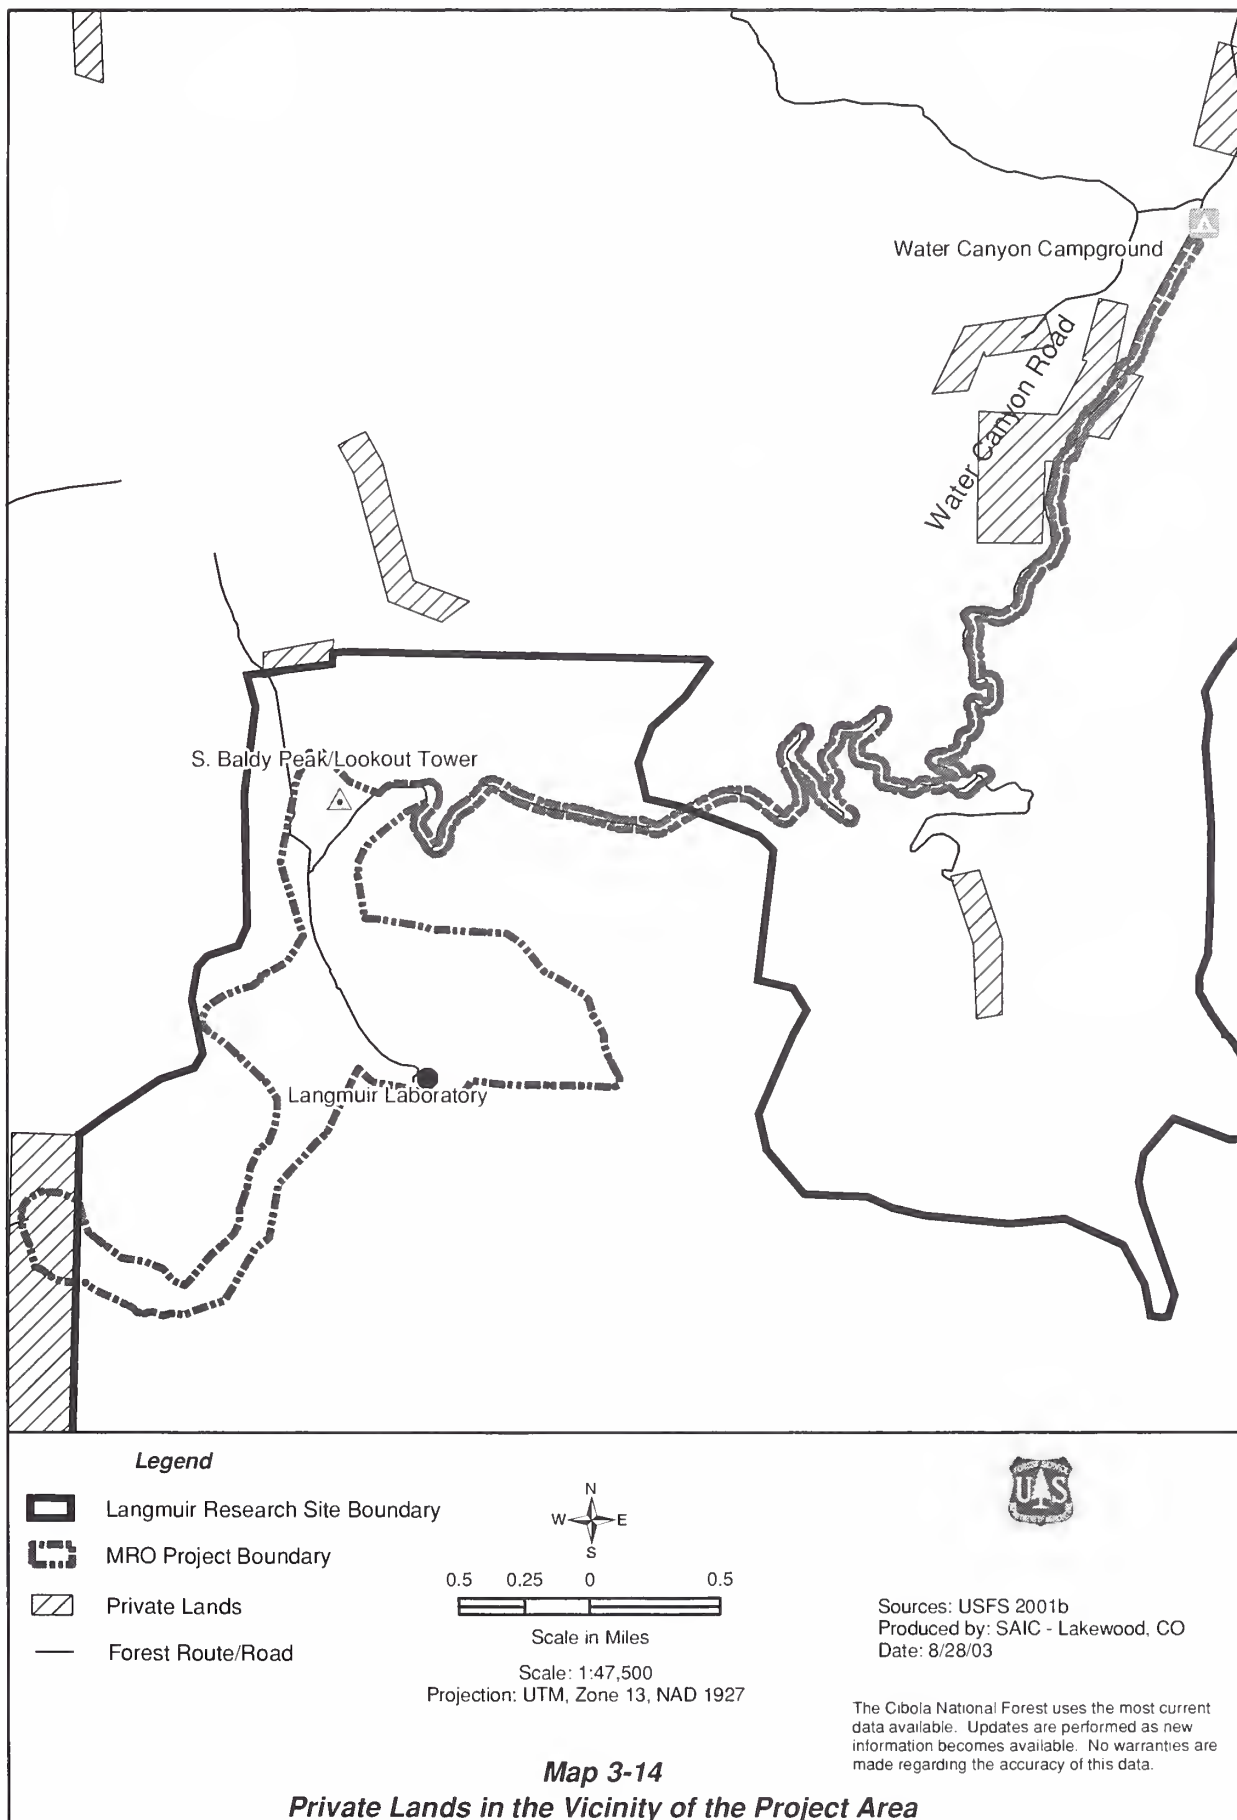 Water Canyon Campground
Water Canyon Road
S. Baldy Peak/Lookout Tower
Langmuir Laboratory
Legend
Langmuir Research Site Boundary
MRO Project Boundary
Private Lands
Forest Route/Road
N
W E
S
0.5 0.25 0 0.5
Scale in Miles
Scale: 1:47,500
Projection: UTM, Zone 13, NAD 1927
FOREST SERVICE
U S
Sources: USFS 2001b
Produced by: SAIC - Lakewood, CO
Date: 8/28/03
The Cibola National Forest uses the most current
data available. Updates are performed as new
information becomes available. No warranties are
made regarding the accuracy of this data.
Map 3-14
Private Lands in the Vicinity of the Project Area